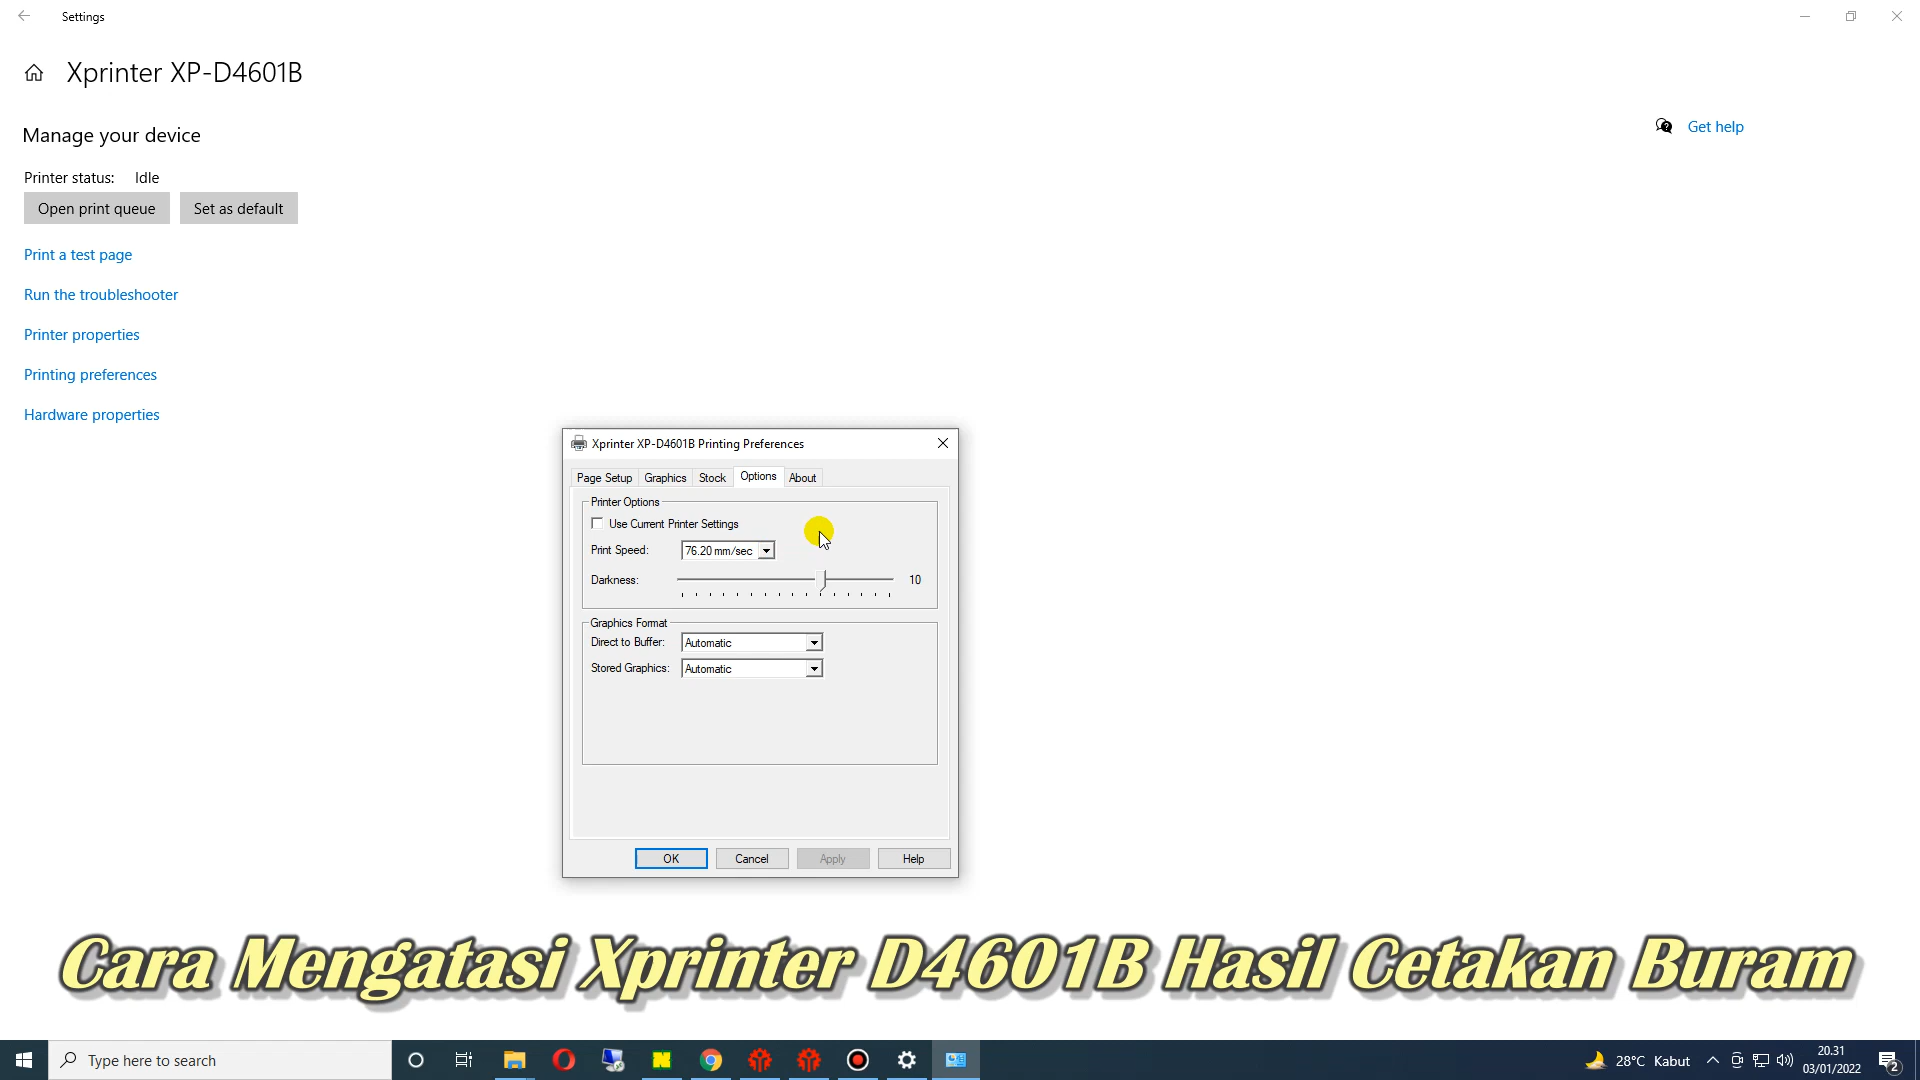 Settings
Xprinter XP-D4601B
Manage your device
Get help
Printer status: Idle
Open print queue Set as default
Print a test page
Run the troubleshooter
Printer properties
Printing preferences
Hardware properties
Xprinter XP-D4601B Printing Preferences
Page Setup Graphics Stock Options About
Printer Options
Use Current Printer Settings
Print Speed: 76.20 mm/sec
Darkness: 10
Graphics Format
Direct to Buffer: Automatic
Stored Graphics: Automatic
OK Cancel Apply Help
Cara Mengatasi Xprinter D4601B Hasil Cetakan Buram
Type here to search
28°C Kabut
20.31
03/01/2022
2